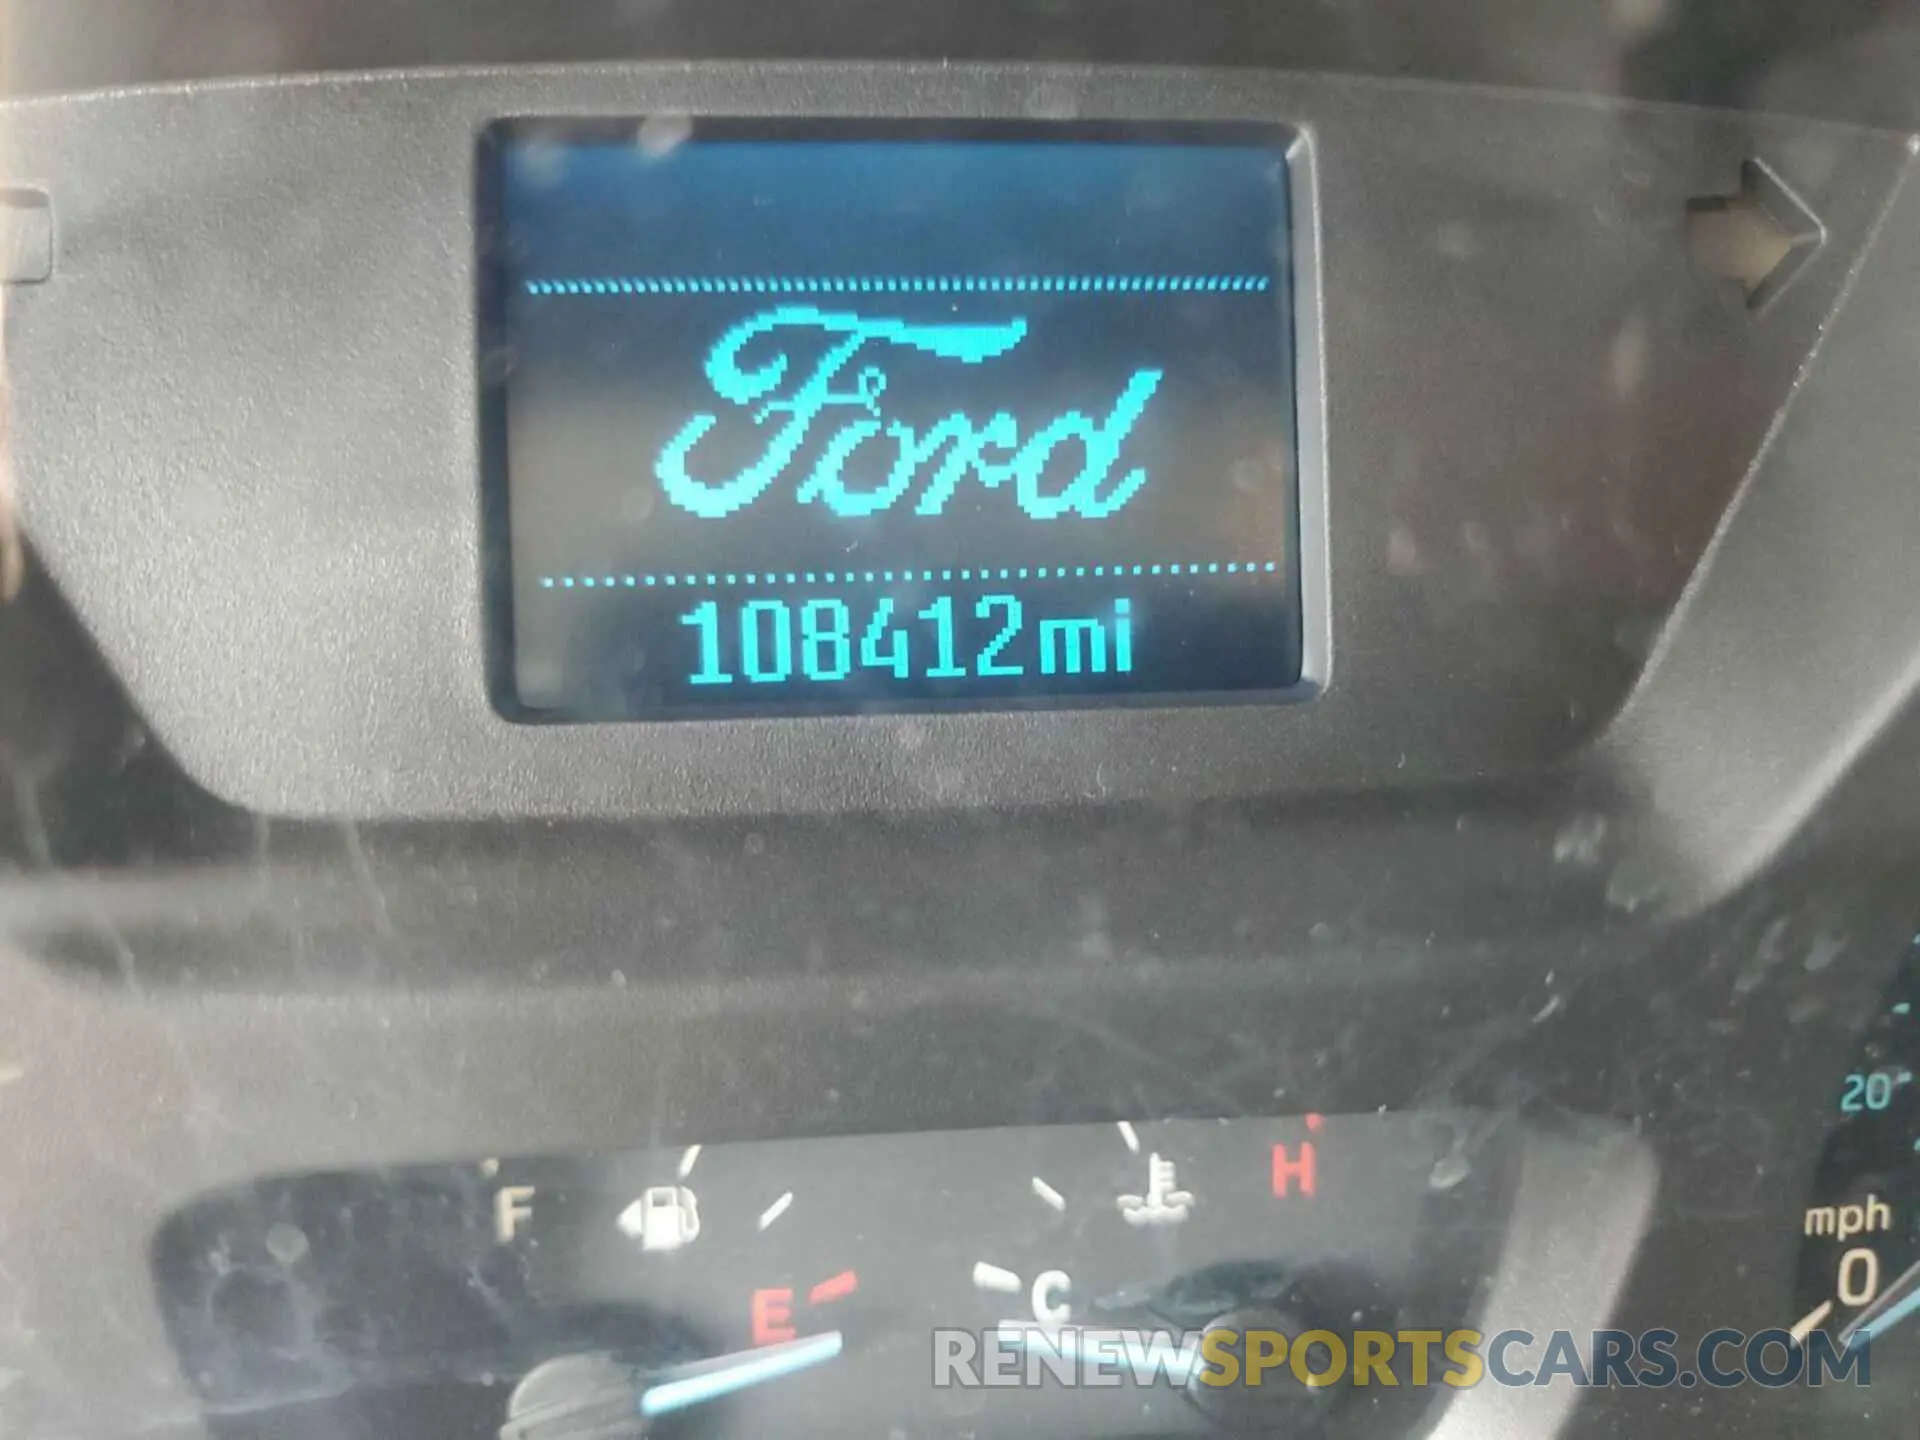 Ford
108412mi
20
F
H
mph
0
E
C
RENEWSPORTSCARS.COM